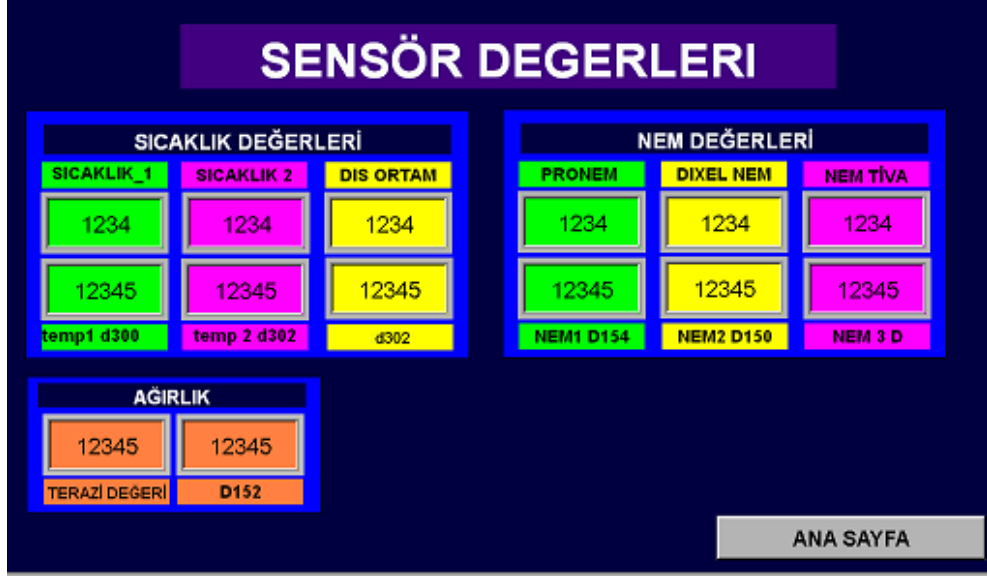 SENSÖR DEGERLERI
SICAKLIK DEĞERLERİ
SICAKLIK_1 SICAKLIK 2 DIS ORTAM
1234 1234 1234
12345 12345 12345
temp1 d300 temp 2 d302 d302
NEM DEĞERLERİ
PRONEM DIXEL NEM NEM TİVA
1234 1234 1234
12345 12345 12345
NEM1 D154 NEM2 D150 NEM 3 D
AĞIRLIK
12345 12345
TERAZİ DEĞERİ D152
ANA SAYFA